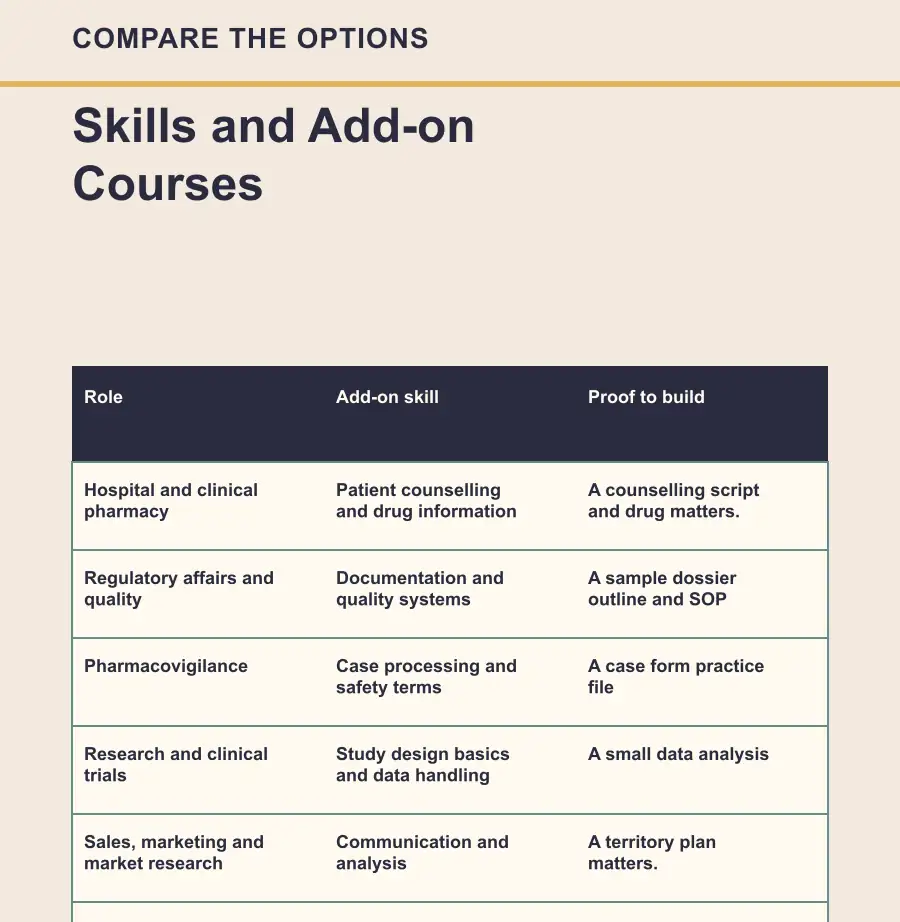 COMPARE THE OPTIONS
Skills and Add-on
Courses
Role
Add-on skill
Proof to build
Hospital and clinical
pharmacy
Patient counselling
and drug information
A counselling script
and drug matters.
Regulatory affairs and
quality
Documentation and
quality systems
A sample dossier
outline and SOP
Pharmacovigilance
Case processing and
safety terms
A case form practice
file
Research and clinical
trials
Study design basics
and data handling
A small data analysis
Sales, marketing and
market research
Communication and
analysis
A territory plan
matters.